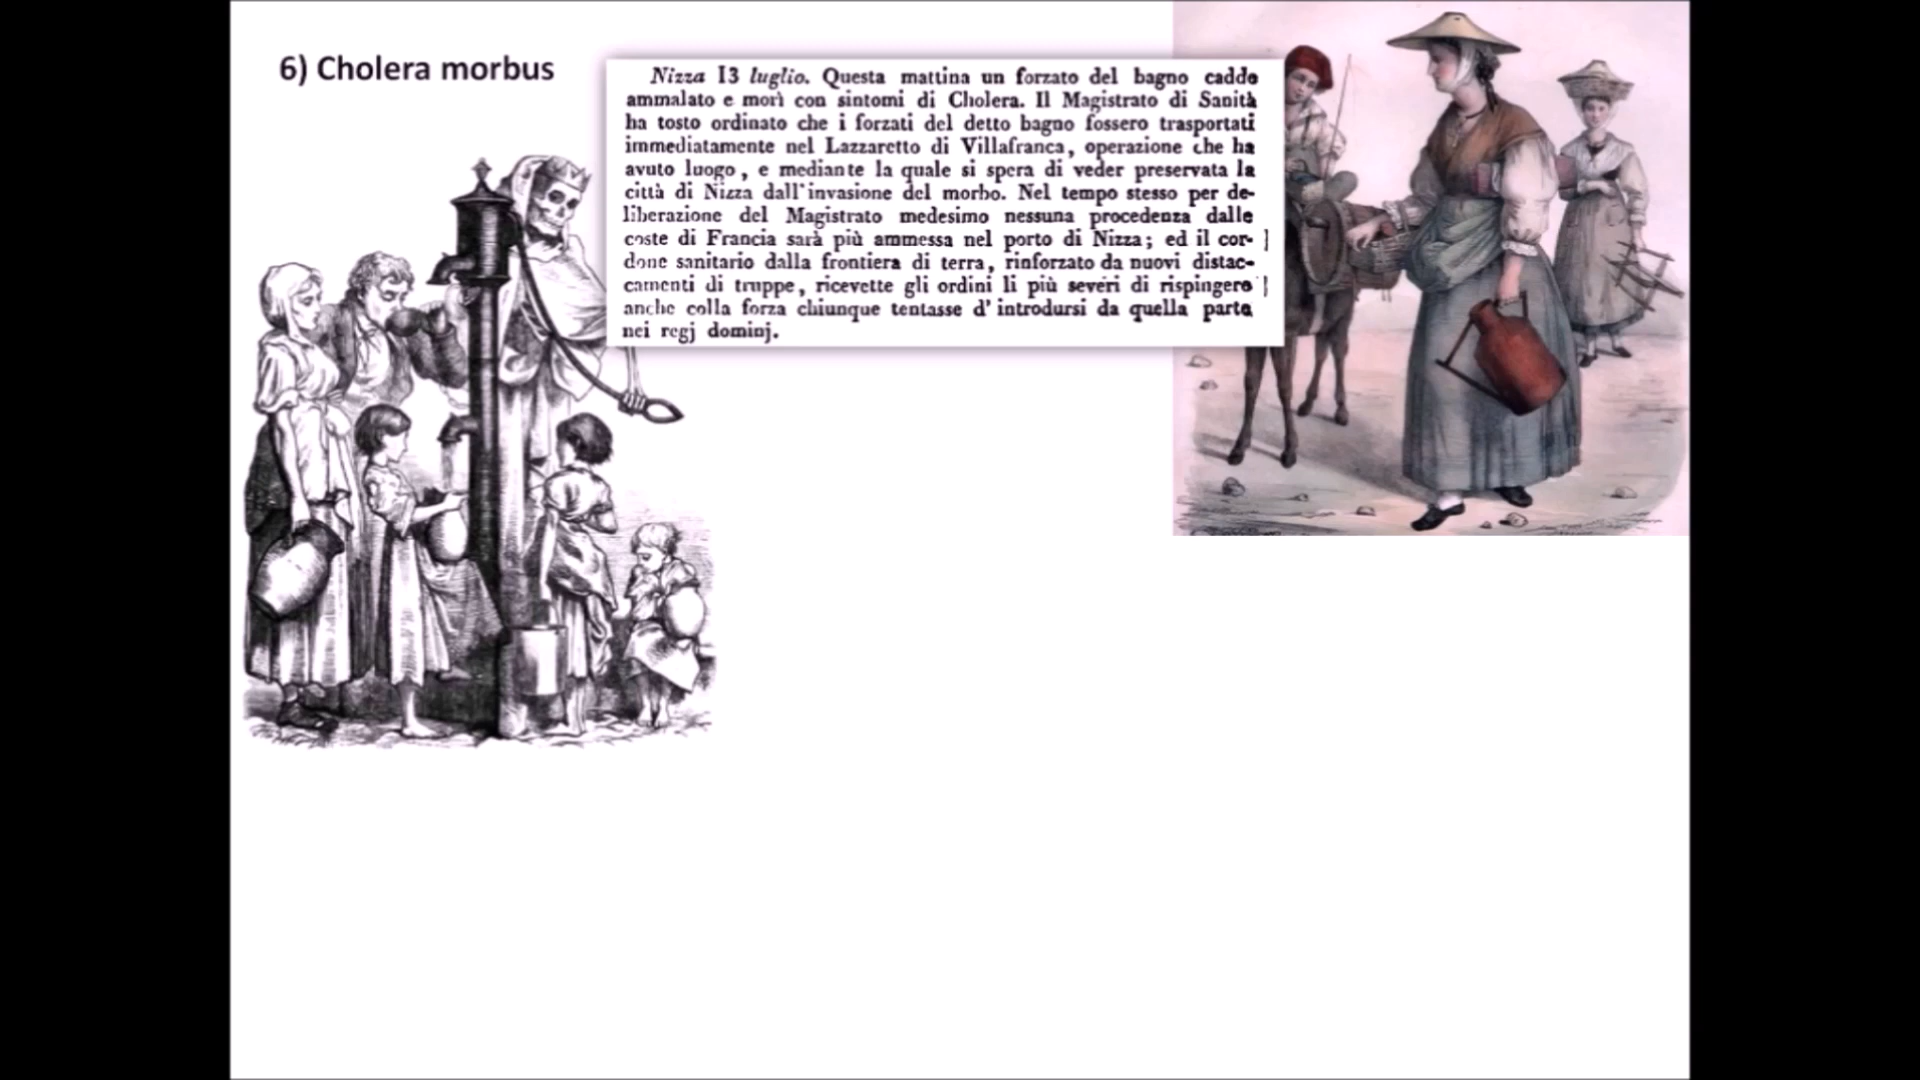 6) Cholera morbus
Nizza 13 luglio. Questa mattina un forzato del bagno cadde
ammalato e morì con sintomi di Cholera. Il Magistrato di Sanità
ha tosto ordinato che i forzati del detto bagno fossero trasportati
immediatamente nel Lazzaretto di Villafranca, operazione che ha
avuto luogo, e mediante la quale si spera di veder preservata la
città di Nizza dall'invasione del morbo. Nel tempo stesso per de-
liberazione del Magistrato medesimo nessuna procedenza dalle
coste di Francia sarà più ammessa nel porto di Nizza; ed il cor-
done sanitario dalla frontiera di terra, rinforzato da nuovi distac-
camenti di truppe, ricevette gli ordini li più severi di rispingere
anche colla forza chiunque tentasse d'introdursi da quella parte
nei regj dominj.